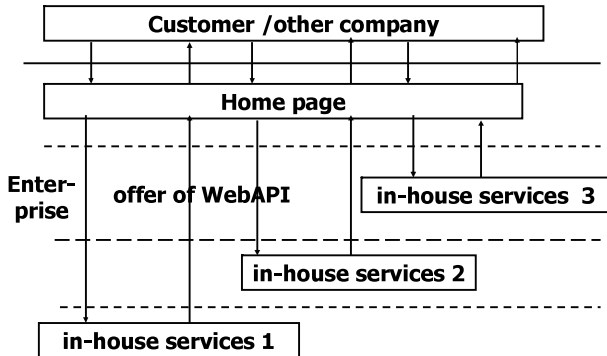 Customer /other company
Home page
Enter-
prise
offer of WebAPI
in-house services 3
in-house services 2
in-house services 1